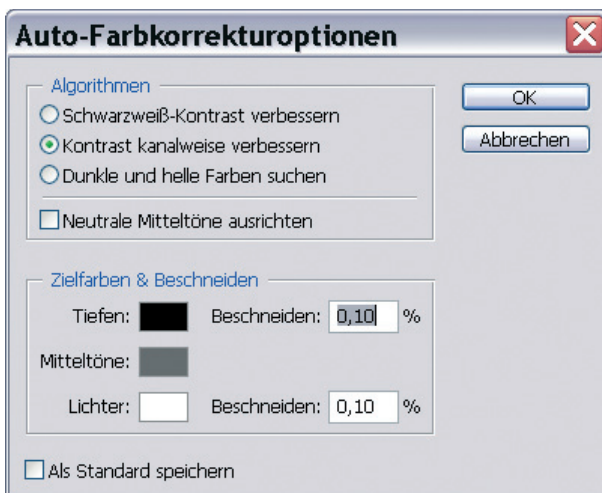 Auto-Farbkorrekturoptionen
Algorithmen
Schwarzweiß-Kontrast verbessern
Kontrast kanalweise verbessern
Dunkle und helle Farben suchen
Neutrale Mitteltöne ausrichten
OK
Abbrechen
Zielfarben & Beschneiden
Tiefen: Beschneiden: 0,10 %
Mitteltöne:
Lichter: Beschneiden: 0,10 %
Als Standard speichern